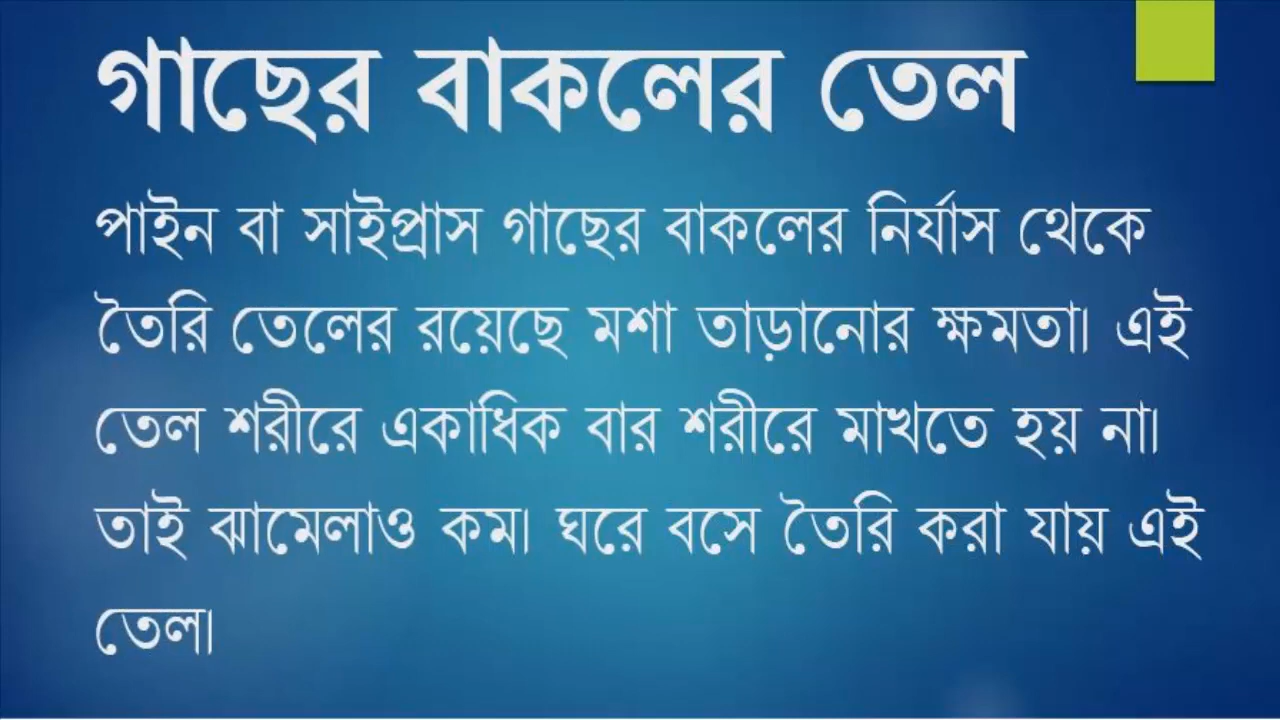 গাছের বাকলের তেল
পাইন বা সাইপ্রাস গাছের বাকলের নির্যাস থেকে
তৈরি তেলের রয়েছে মশা তাড়ানোর ক্ষমতা। এই
তেল শরীরে একাধিক বার শরীরে মাখতে হয় না।
তাই ঝামেলাও কম। ঘরে বসে তৈরি করা যায় এই
তেল।